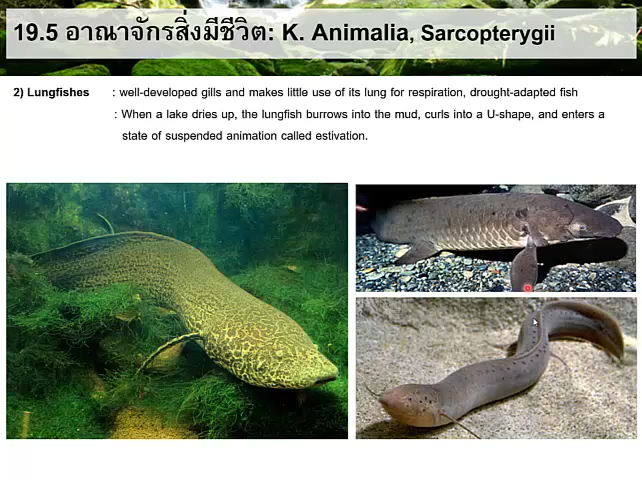 19.5 อาณาจักรสิ่งมีชีวิต: K. Animalia, Sarcopterygii
2) Lungfishes : well-developed gills and makes little use of its lung for respiration, drought-adapted fish
: When a lake dries up, the lungfish burrows into the mud, curls into a U-shape, and enters a
state of suspended animation called estivation.